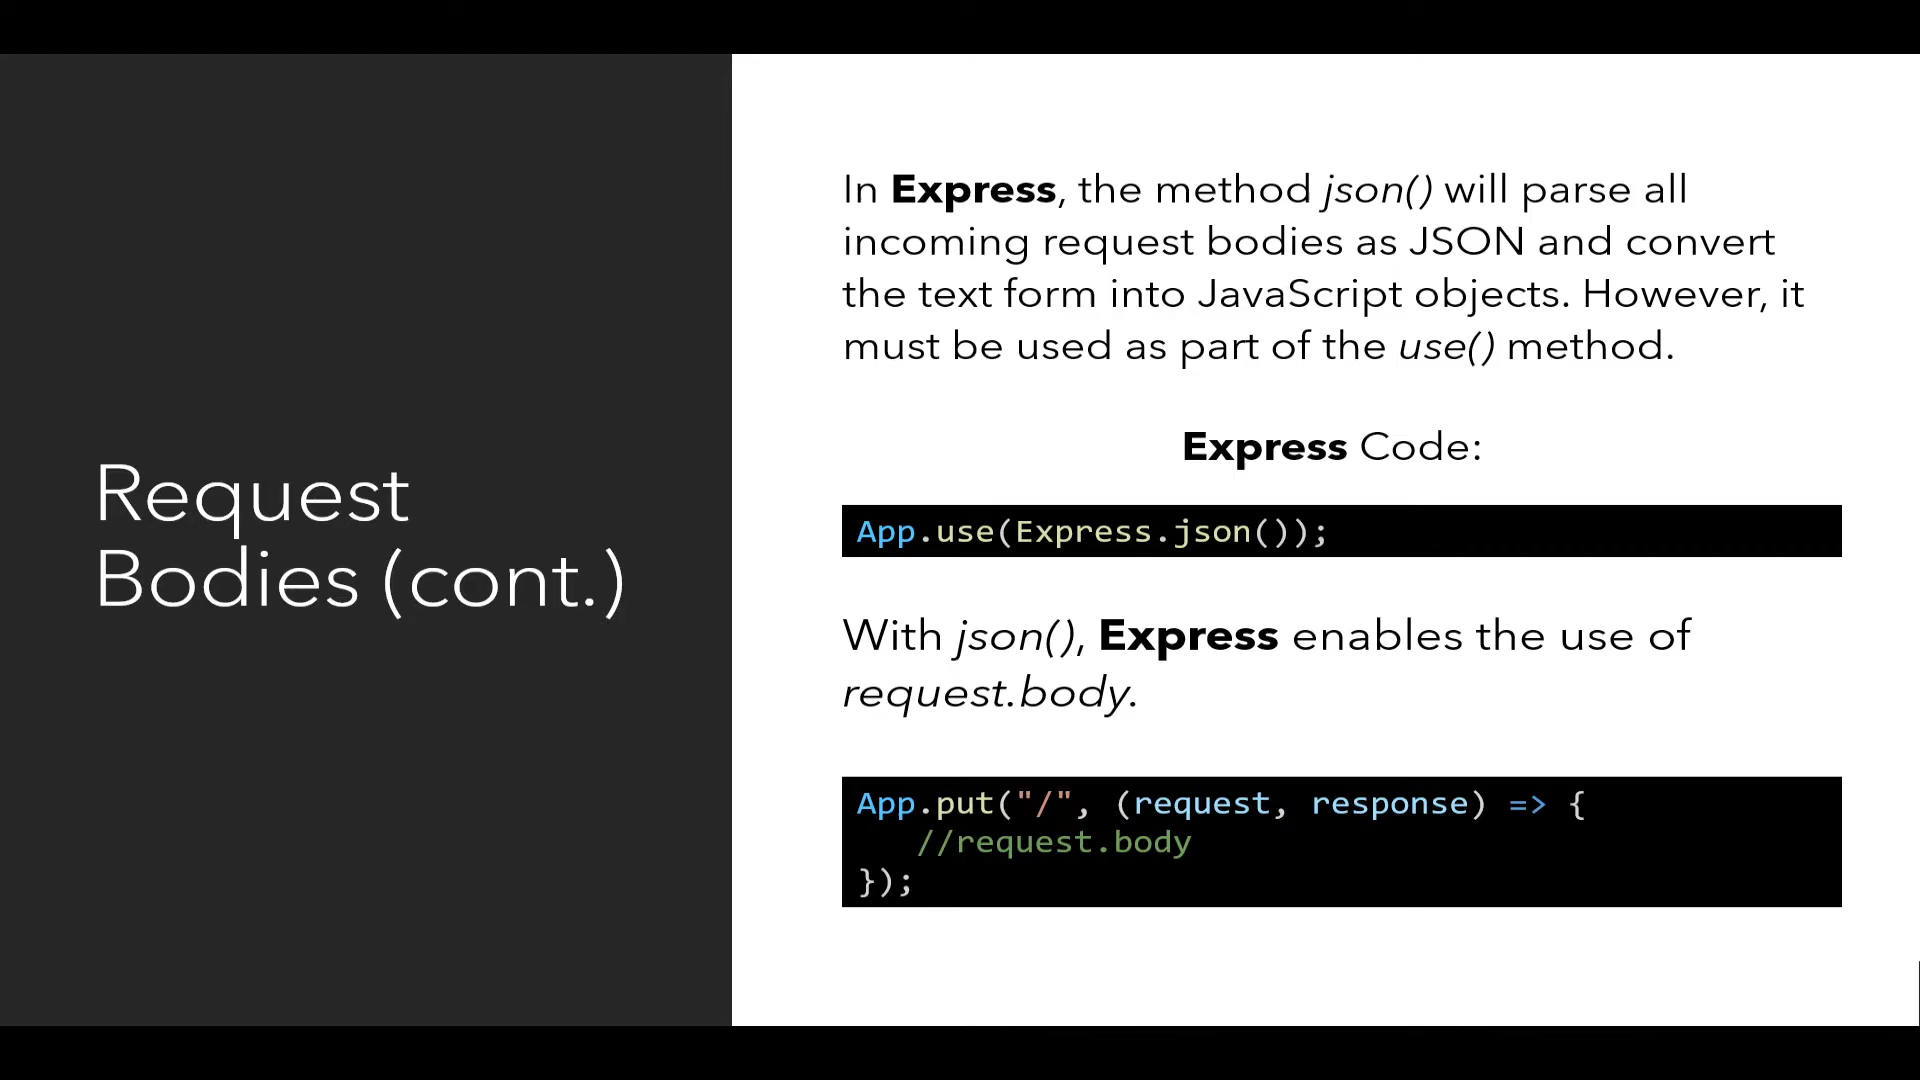 Request
Bodies (cont.)
In Express, the method json() will parse all
incoming request bodies as JSON and convert
the text form into JavaScript objects. However, it
must be used as part of the use() method.
Express Code:
App.use(Express.json());
With json(), Express enables the use of
request.body.
App.put("/", (request, response) => {
   //request.body
});